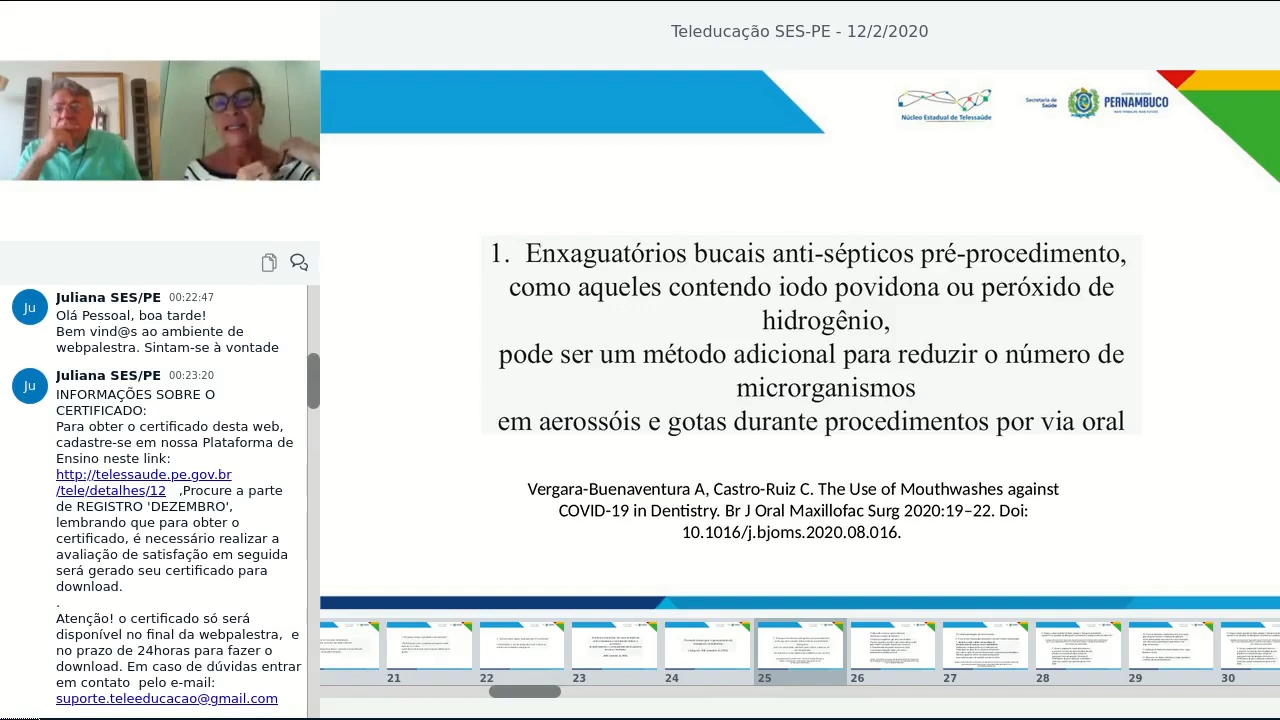 Teleducação SES-PE - 12/2/2020
Núcleo Estadual de Telessaúde
Secretaria de
Saúde
PERNAMBUCO
1. Enxaguatórios bucais anti-sépticos pré-procedimento,
como aqueles contendo iodo povidona ou peróxido de
hidrogênio,
pode ser um método adicional para reduzir o número de
microrganismos
em aerossóis e gotas durante procedimentos por via oral
Vergara-Buenaventura A, Castro-Ruiz C. The Use of Mouthwashes against
COVID-19 in Dentistry. Br J Oral Maxillofac Surg 2020:19–22. Doi:
10.1016/j.bjoms.2020.08.016.
Juliana SES/PE 00:22:47
Ju
Olá Pessoal, boa tarde!
Bem vind@s ao ambiente de
webpalestra. Sintam-se à vontade
Juliana SES/PE 00:23:20
Ju
INFORMAÇÕES SOBRE O
CERTIFICADO:
Para obter o certificado desta web,
cadastre-se em nossa Plataforma de
Ensino neste link:
http://telessaude.pe.gov.br
/tele/detalhes/12 ,Procure a parte
de REGISTRO 'DEZEMBRO',
lembrando que para obter o
certificado, é necessário realizar a
avaliação de satisfação em seguida
será gerado seu certificado para
download.
.
Atenção! o certificado só será
disponível no final da webpalestra, e
no prazo de 24horas para fazer
download. Em caso de dúvidas entrar
em contato pelo e-mail:
suporte.teleeducacao@gmail.com
21 22 23 24 25 26 27 28 29 30